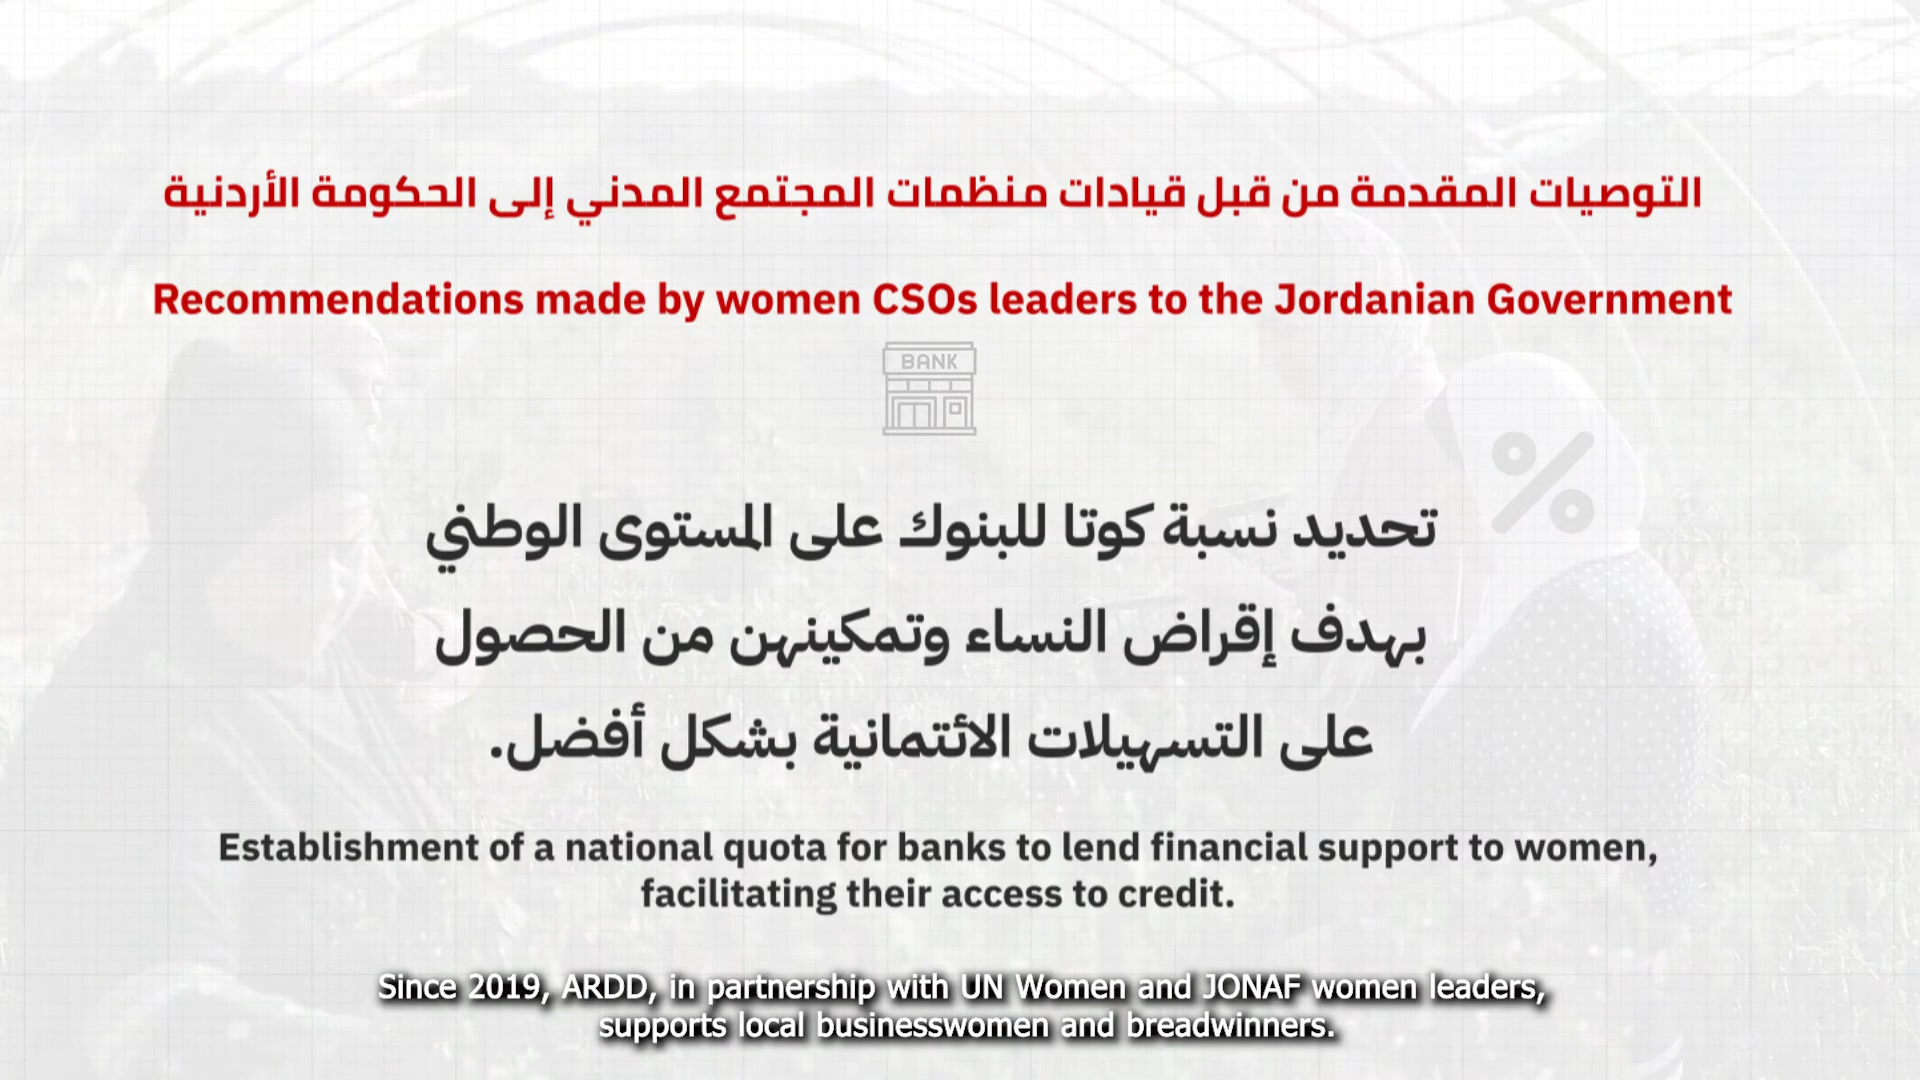 التوصيات المقدمة من قبل قيادات منظمات المجتمع المدني إلى الحكومة الأردنية
Recommendations made by women CSOs leaders to the Jordanian Government
BANK
%
تحديد نسبة كوتا للبنوك على المستوى الوطني
بهدف إقراض النساء وتمكينهن من الحصول
على التسهيلات الائتمانية بشكل أفضل.
Establishment of a national quota for banks to lend financial support to women,
facilitating their access to credit.
Since 2019, ARDD, in partnership with UN Women and JONAF women leaders,
supports local businesswomen and breadwinners.